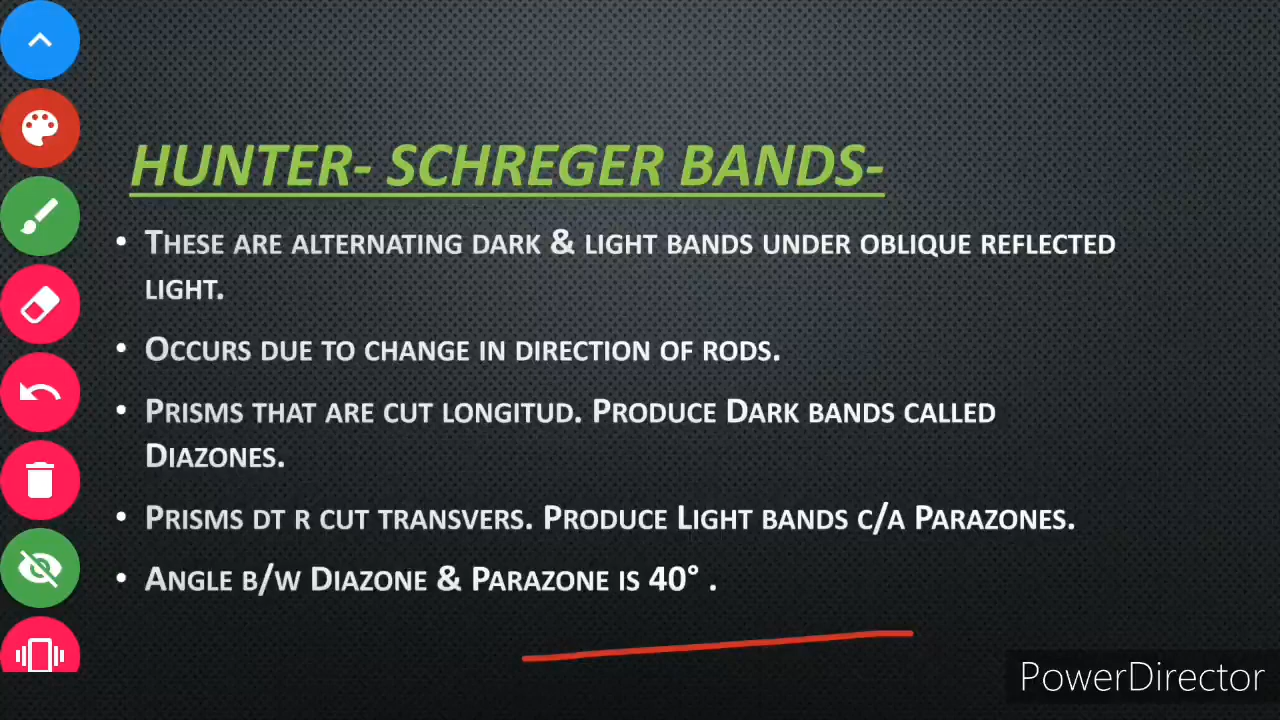 HUNTER- SCHREGER BANDS-
• THESE ARE ALTERNATING DARK & LIGHT BANDS UNDER OBLIQUE REFLECTED
LIGHT.
• OCCURS DUE TO CHANGE IN DIRECTION OF RODS.
• PRISMS THAT ARE CUT LONGITUD. PRODUCE DARK BANDS CALLED
DIAZONES.
• PRISMS DT R CUT TRANSVERS. PRODUCE LIGHT BANDS C/A PARAZONES.
• ANGLE B/W DIAZONE & PARAZONE IS 40° .
PowerDirector